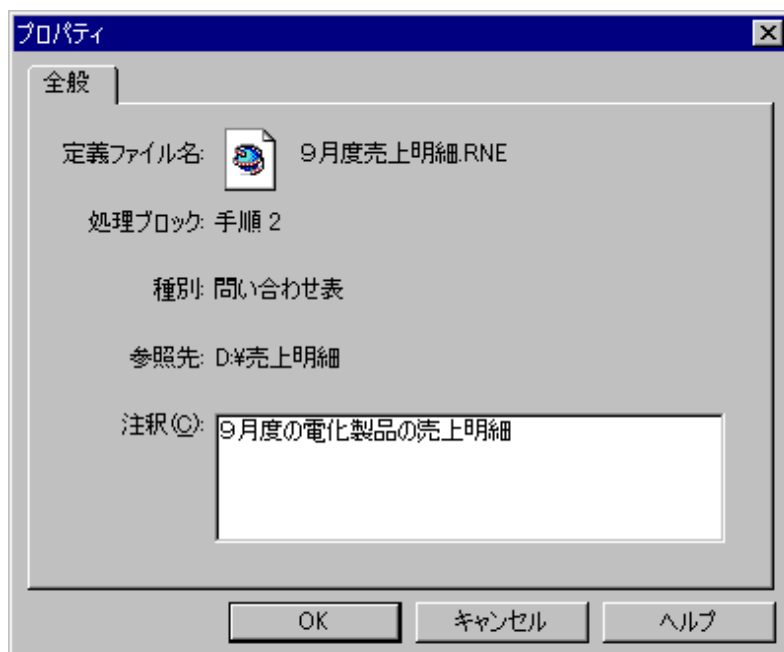 プロパティ
全般
定義ファイル名: 9月度売上明細.RNE
処理ブロック: 手順2
種別: 問い合わせ表
参照先: D:¥売上明細
注釈(C): 9月度の電化製品の売上明細
OK キャンセル ヘルプ